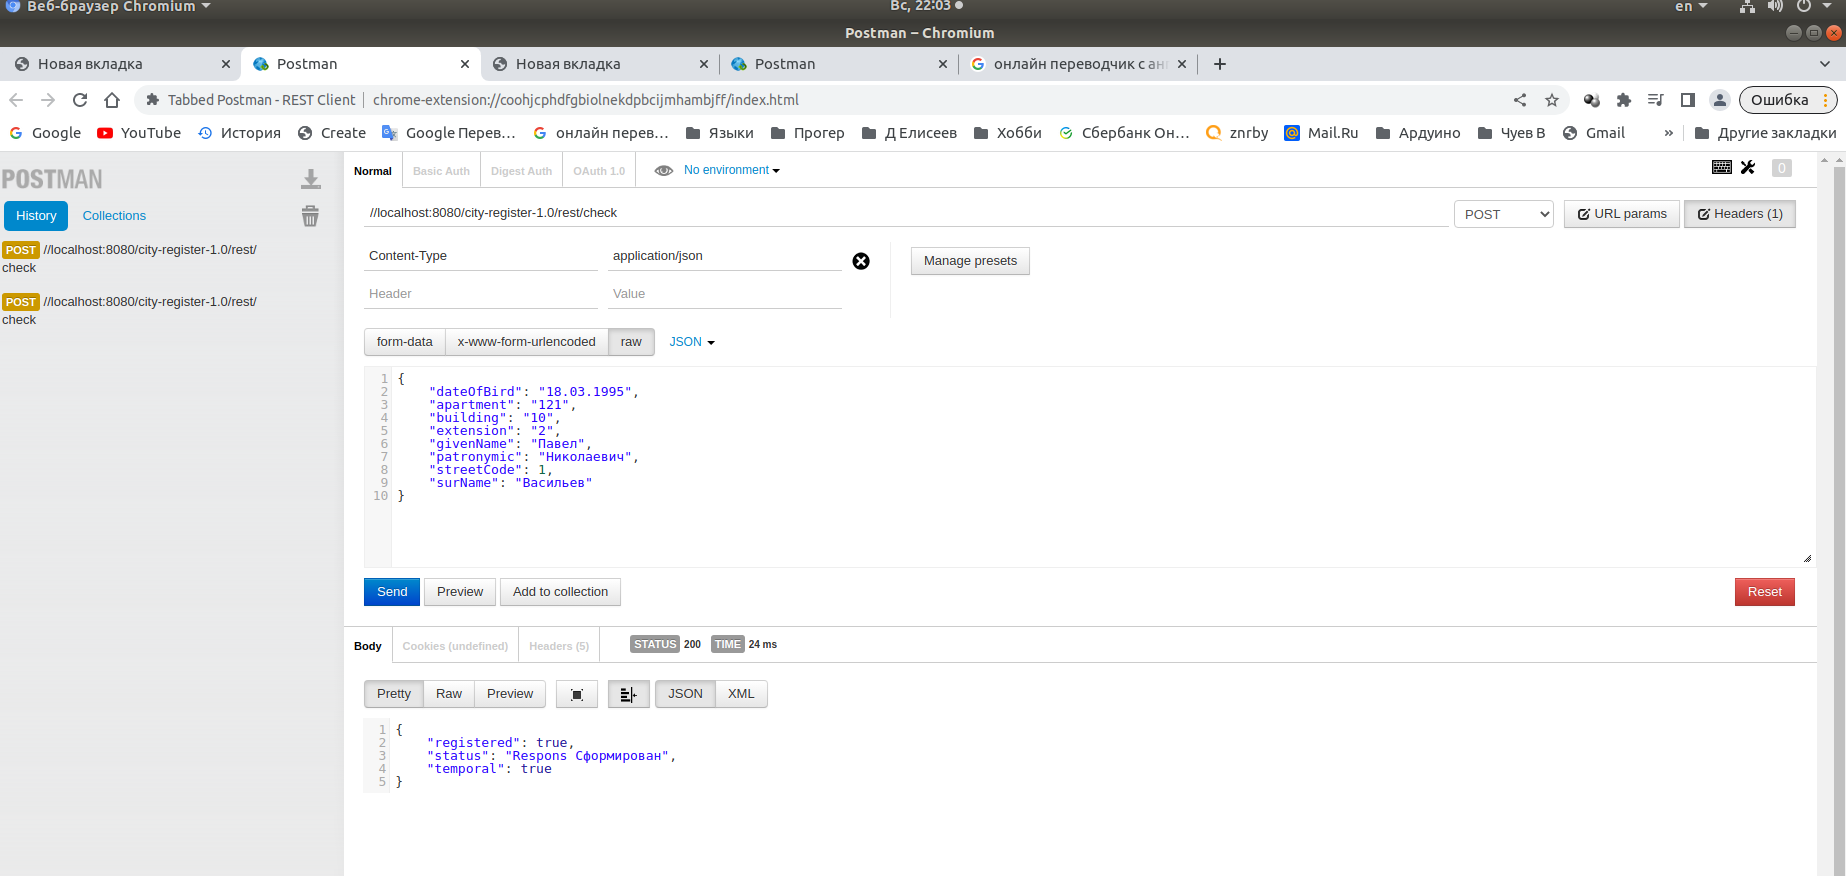 Веб-браузер Chromium
Вс, 22:03
en
Postman – Chromium
Новая вкладка
Postman
Новая вкладка
Postman
онлайн переводчик с ан
Tabbed Postman - REST Client
chrome-extension://coohjcphdfgbiolnekdpbcijmhambjff/index.html
Ошибка
Google
YouTube
История
Create
Google Перев…
онлайн перев…
Языки
Прогер
Д Елисеев
Хобби
Сбербанк Он…
znrby
Mail.Ru
Ардуино
Чуев В
Gmail
»
Другие закладки
POSTMAN
History
Collections
POST //localhost:8080/city-register-1.0/rest/
check
POST //localhost:8080/city-register-1.0/rest/
check
Normal
Basic Auth
Digest Auth
OAuth 1.0
No environment
0
//localhost:8080/city-register-1.0/rest/check
POST
URL params
Headers (1)
Content-Type
application/json
Manage presets
Header
Value
form-data
x-www-form-urlencoded
raw
JSON
1 {
2 "dateOfBird": "18.03.1995",
3 "apartment": "121",
4 "building": "10",
5 "extension": "2",
6 "givenName": "Павел",
7 "patronymic": "Николаевич",
8 "streetCode": 1,
9 "surName": "Васильев"
10 }
Send
Preview
Add to collection
Reset
Body
Cookies (undefined)
Headers (5)
STATUS 200 TIME 24 ms
Pretty
Raw
Preview
JSON
XML
1 {
2 "registered": true,
3 "status": "Respons Сформирован",
4 "temporal": true
5 }